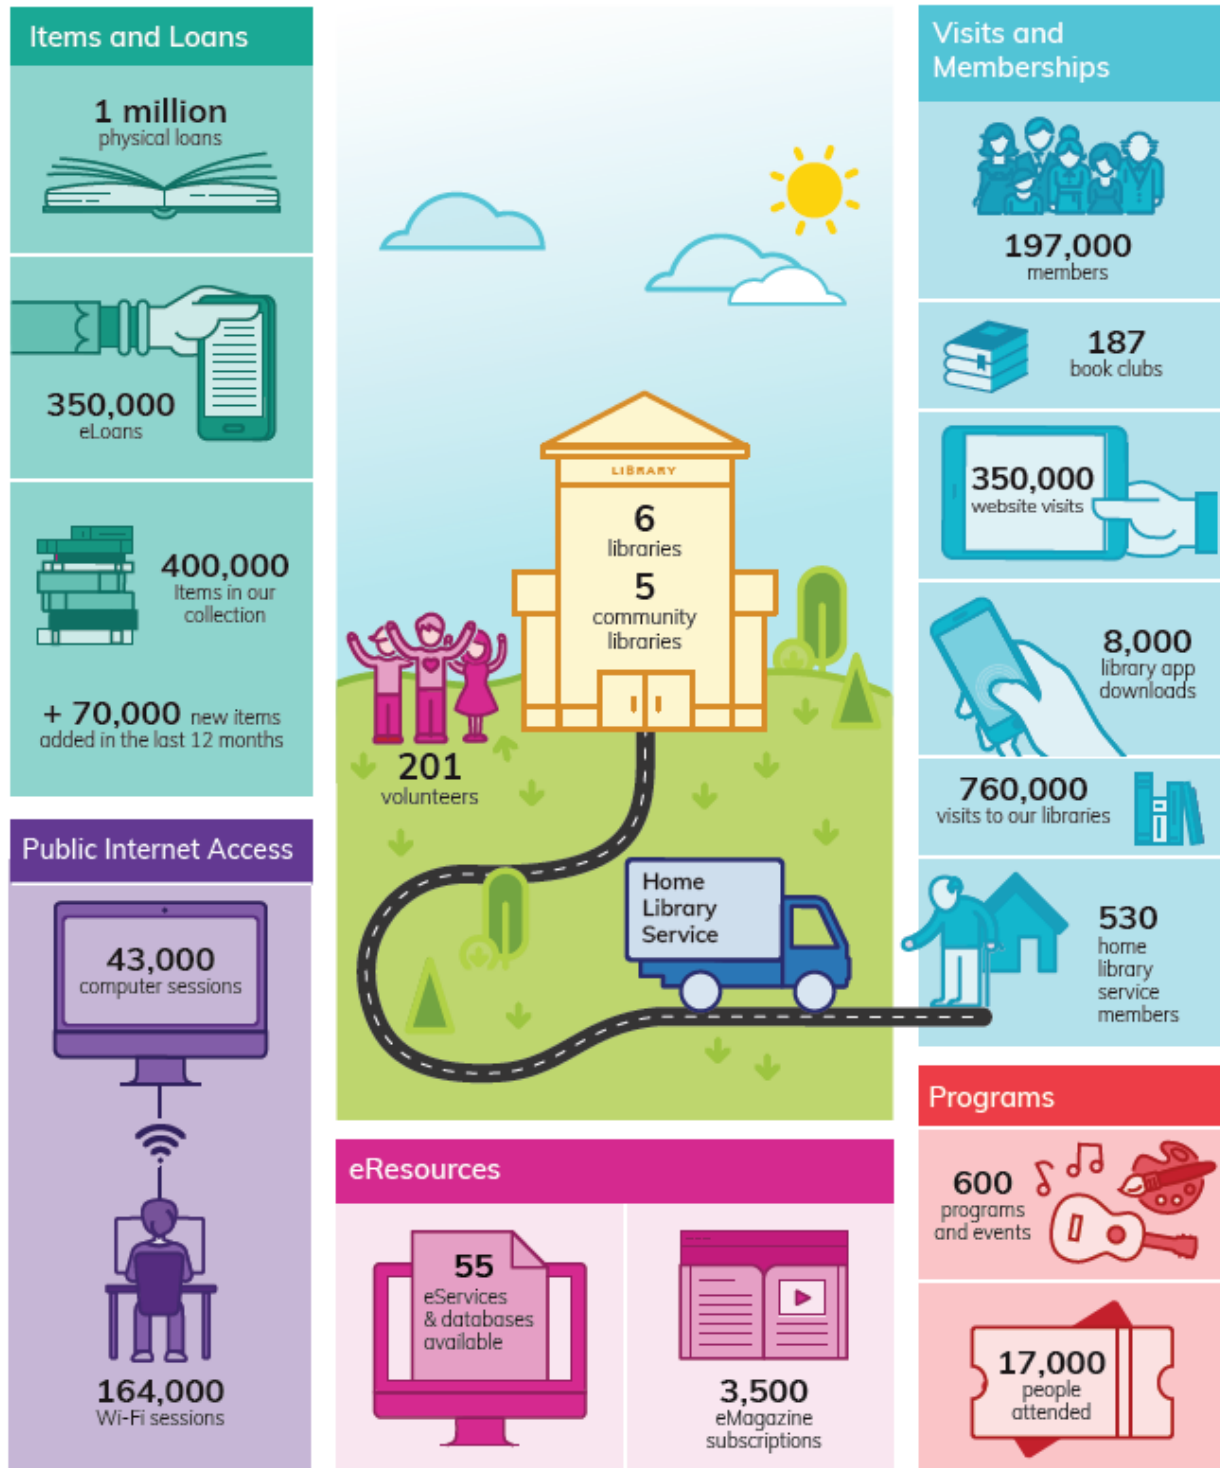 Items and Loans
1 million
physical loans
350,000
eLoans
400,000
Items in our
collection
+ 70,000 new items
added in the last 12 months
Public Internet Access
43,000
computer sessions
164,000
Wi-Fi sessions
LIBRARY
6
libraries
5
community
libraries
201
volunteers
Home
Library
Service
eResources
55
eServices
& databases
available
3,500
eMagazine
subscriptions
Visits and
Memberships
197,000
members
187
book clubs
350,000
website visits
8,000
library app
downloads
760,000
visits to our libraries
530
home
library
service
members
Programs
600
programs
and events
17,000
people
attended